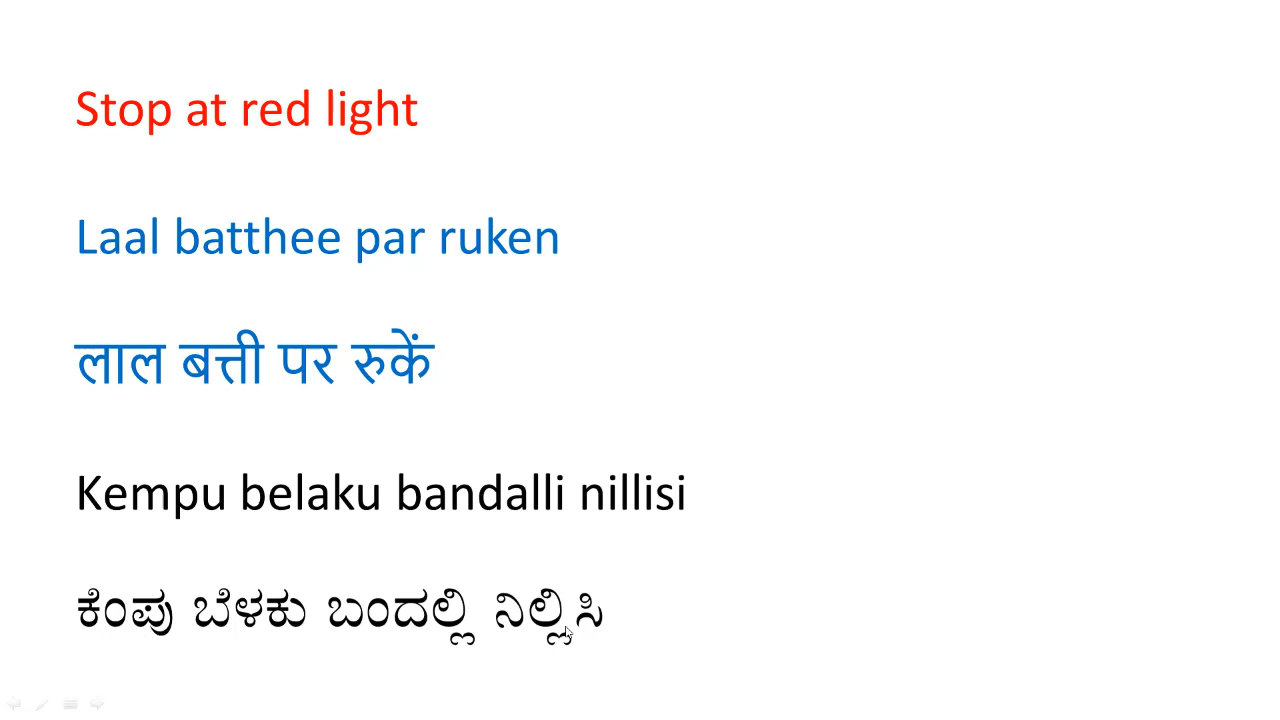 Stop at red light
Laal batthee par ruken
लाल बत्ती पर रुकें
Kempu belaku bandalli nillisi
ಕೆಂಪು ಬೆಳಕು ಬಂದಲ್ಲಿ ನಿಲ್ಲಿಸಿ